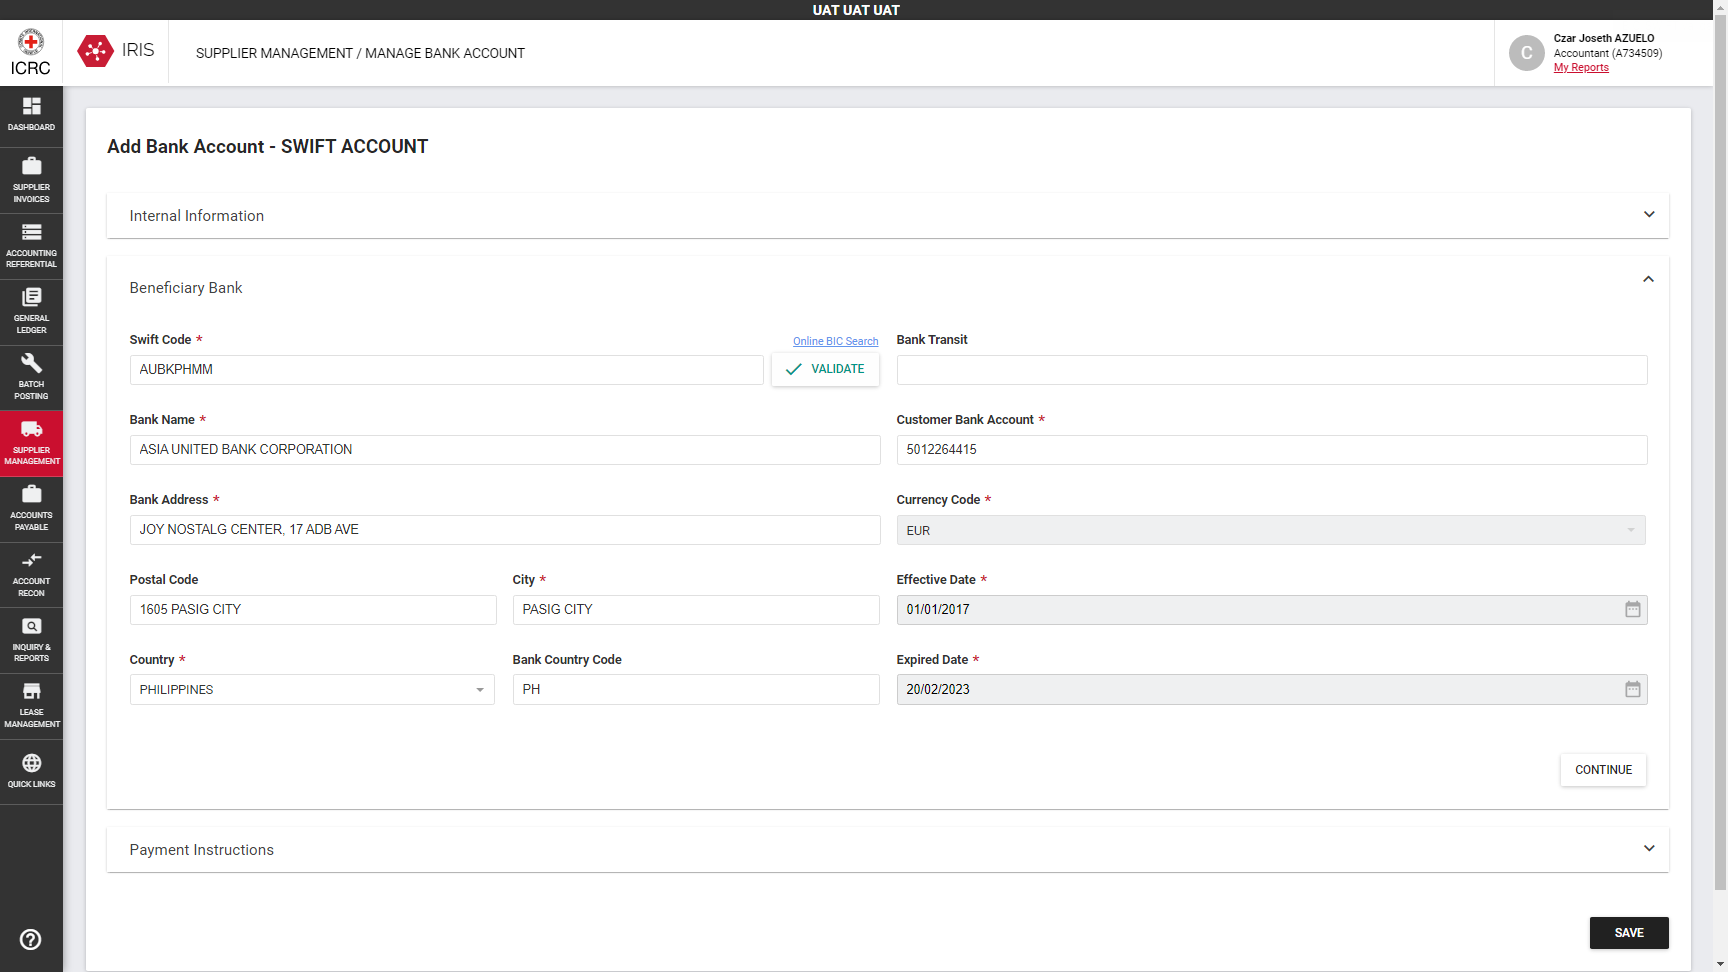 UAT UAT UAT
ICRC
IRIS
SUPPLIER MANAGEMENT / MANAGE BANK ACCOUNT
C
Czar Joseth AZUELO
Accountant (A734509)
My Reports
DASHBOARD
SUPPLIER
INVOICES
ACCOUNTING
REFERENTIAL
GENERAL
LEDGER
BATCH
POSTING
SUPPLIER
MANAGEMENT
ACCOUNTS
PAYABLE
ACCOUNT
RECON
INQUIRY &
REPORTS
LEASE
MANAGEMENT
QUICK LINKS
Add Bank Account - SWIFT ACCOUNT
Internal Information
Beneficiary Bank
Swift Code *
Online BIC Search
Bank Transit
AUBKPHMM
VALIDATE
Bank Name *
Customer Bank Account *
ASIA UNITED BANK CORPORATION
5012264415
Bank Address *
Currency Code *
JOY NOSTALG CENTER, 17 ADB AVE
EUR
Postal Code
City *
Effective Date *
1605 PASIG CITY
PASIG CITY
01/01/2017
Country *
Bank Country Code
Expired Date *
PHILIPPINES
PH
20/02/2023
CONTINUE
Payment Instructions
SAVE